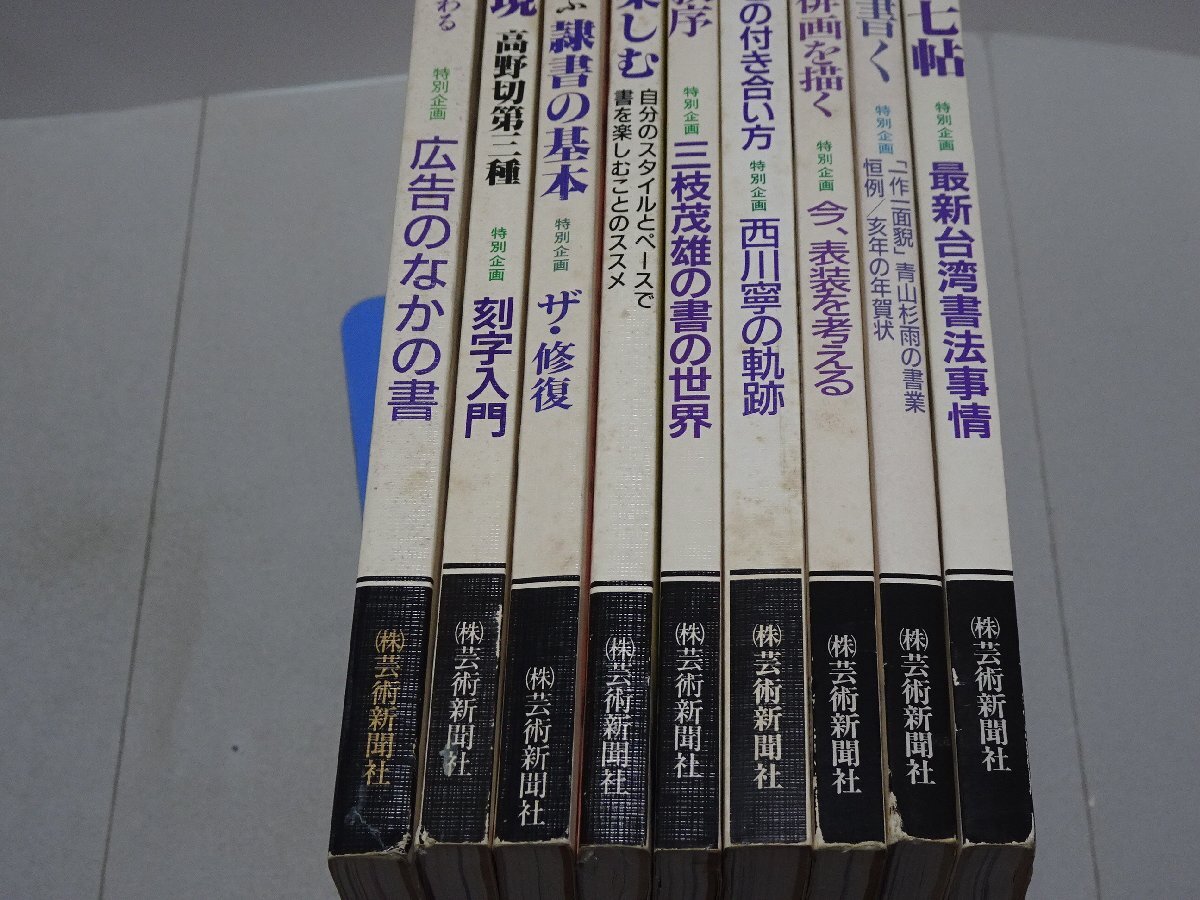 わる
特別企画
広告のなかの書
㈱芸術新聞社
現
高野切第三種
特別企画
刻字入門
㈱芸術新聞社
ぶ
隷書の基本
特別企画
ザ・修復
㈱芸術新聞社
楽しむ
自分のスタイルとペースで
書を楽しむことのススメ
㈱芸術新聞社
序
特別企画
三枝茂雄の書の世界
㈱芸術新聞社
の付き合い方
特別企画
西川寧の軌跡
㈱芸術新聞社
俳画を描く
特別企画
今、表装を考える
㈱芸術新聞社
書く
特別企画
「一作一面貌」青山杉雨の書業
恒例/亥年の年賀状
㈱芸術新聞社
七帖
特別企画
最新台湾書法事情
㈱芸術新聞社